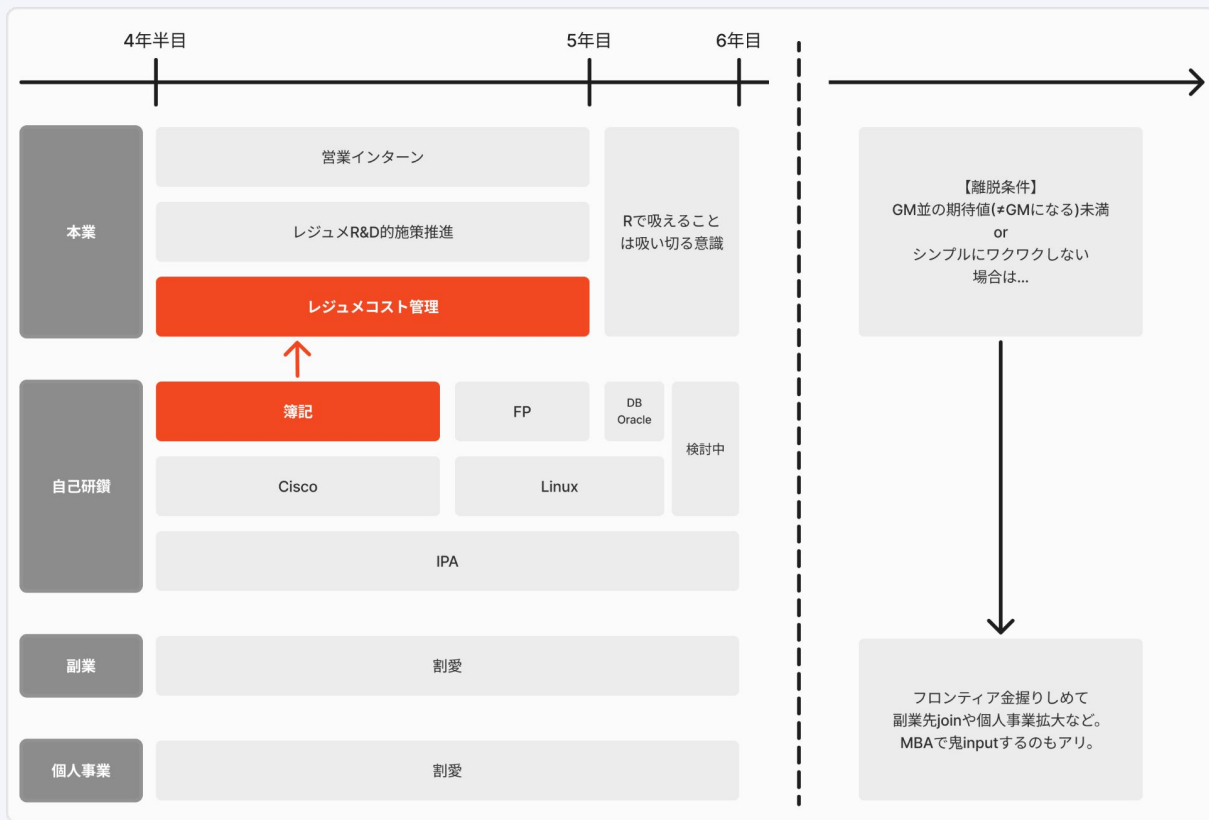 4年半目
5年目
6年目
本業
営業インターン
レジュメR&D的施策推進
レジュメコスト管理
Rで吸えること
は吸い切る意識
【離脱条件】
GM並の期待値(≠GMになる)未満
or
シンプルにワクワクしない
場合は...
自己研鑽
簿記
FP
DB
Oracle
検討中
Cisco
Linux
IPA
副業
割愛
個人事業
割愛
フロンティア金握りしめて
副業先joinや個人事業拡大など。
MBAで鬼inputするのもアリ。